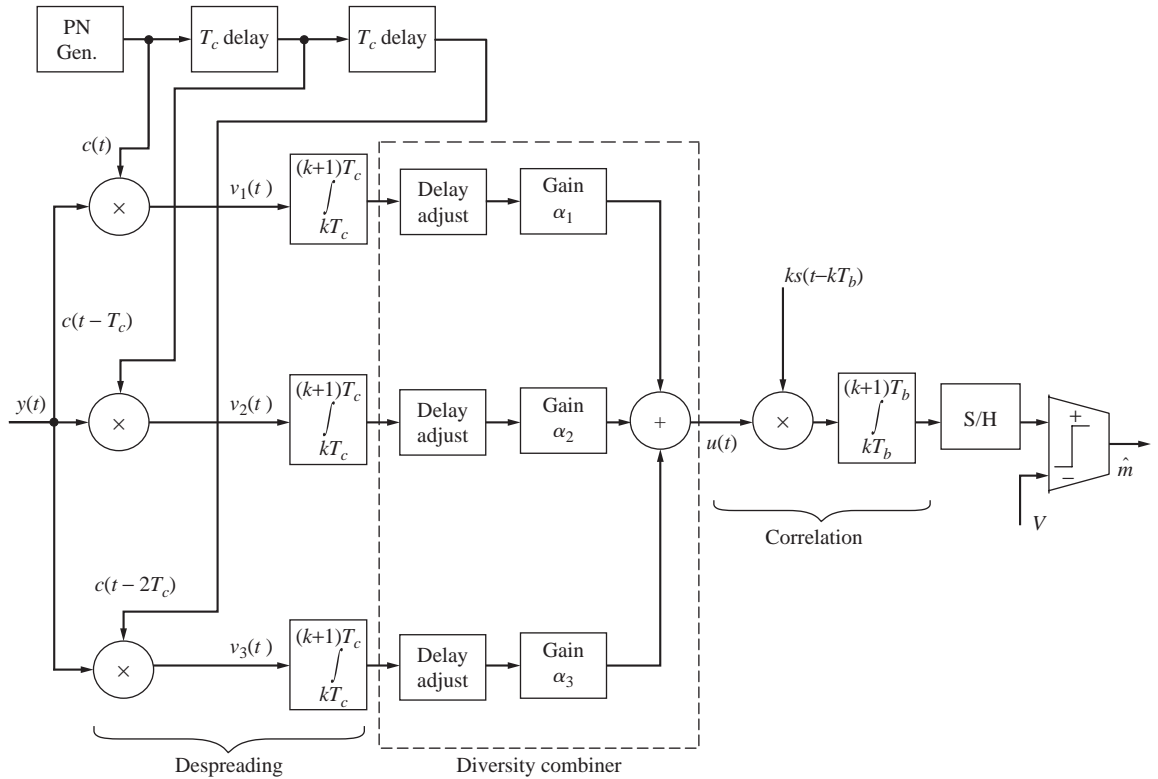 PN
Gen.
T_c delay
T_c delay
c(t)
v_1(t)
(k+1)T_c
∫
kT_c
Delay
adjust
Gain
α_1
ks(t–kT_b)
c(t – T_c)
y(t)
v_2(t)
(k+1)T_c
∫
kT_c
Delay
adjust
Gain
α_2
+
u(t)
(k+1)T_b
∫
kT_b
S/H
+
–
m̂
V
Correlation
c(t – 2T_c)
v_3(t)
(k+1)T_c
∫
kT_c
Delay
adjust
Gain
α_3
×
×
×
×
Despreading
Diversity combiner